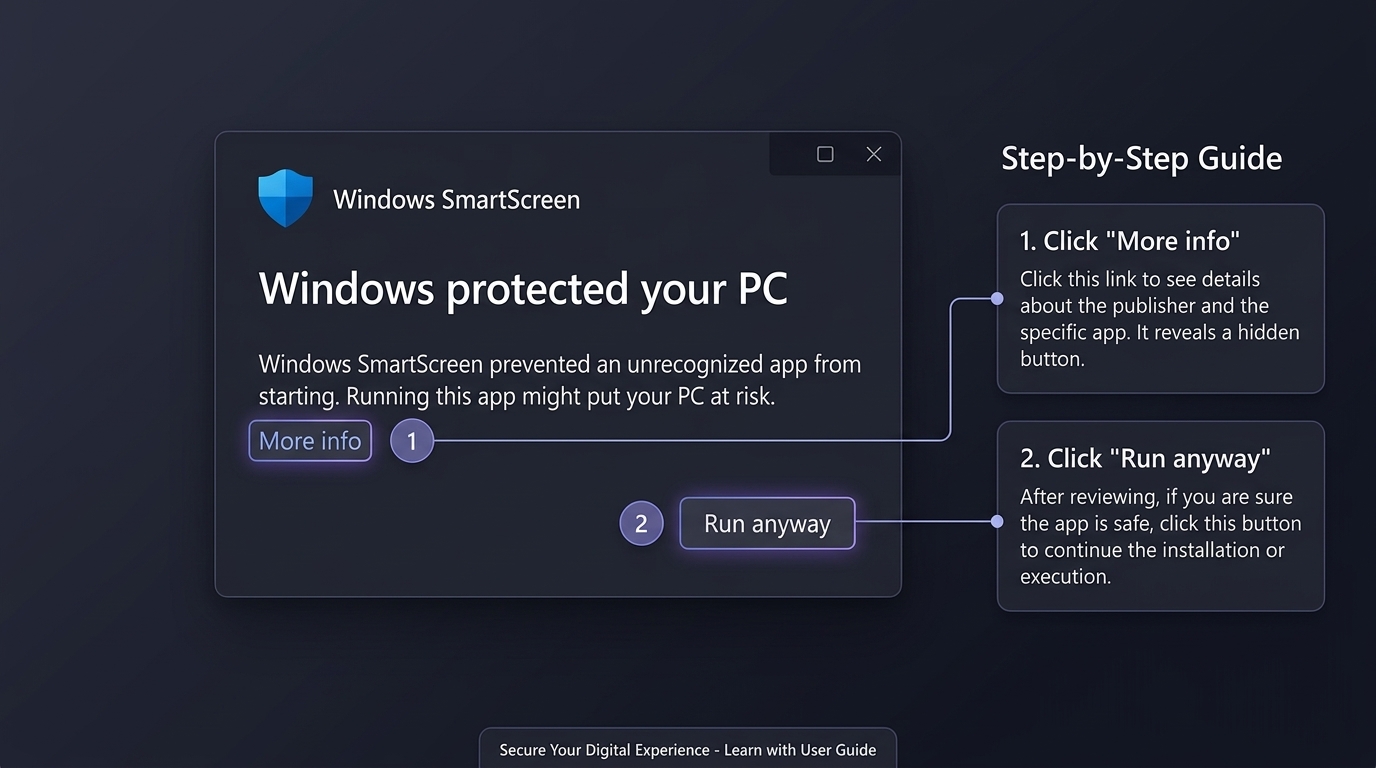 Windows SmartScreen
Windows protected your PC
Windows SmartScreen prevented an unrecognized app from
starting. Running this app might put your PC at risk.
More info
1
2
Run anyway
Step-by-Step Guide
1. Click "More info"
Click this link to see details
about the publisher and the
specific app. It reveals a hidden
button.
2. Click "Run anyway"
After reviewing, if you are sure
the app is safe, click this button
to continue the installation or
execution.
Secure Your Digital Experience - Learn with User Guide